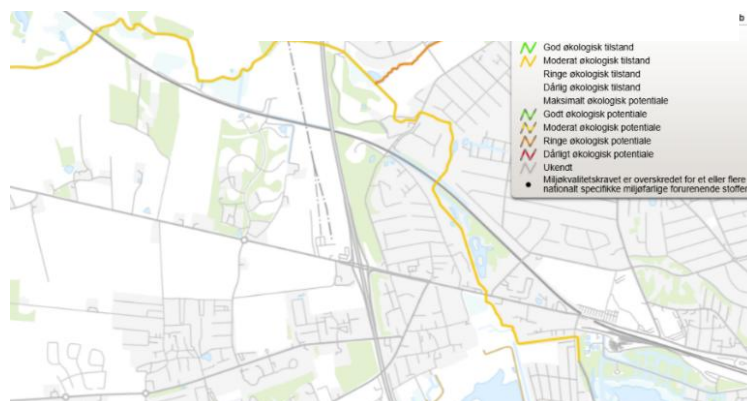 b
God økologisk tilstand
Moderat økologisk tilstand
Ringe økologisk tilstand
Dårlig økologisk tilstand
Maksimalt økologisk potentiale
Godt økologisk potentiale
Moderat økologisk potentiale
Ringe økologisk potentiale
Dårligt økologisk potentiale
Ukendt
Miljøkvalitetskravet er overskredet for et eller flere
nationalt specifikke miljøfarlige forurenende stoffer